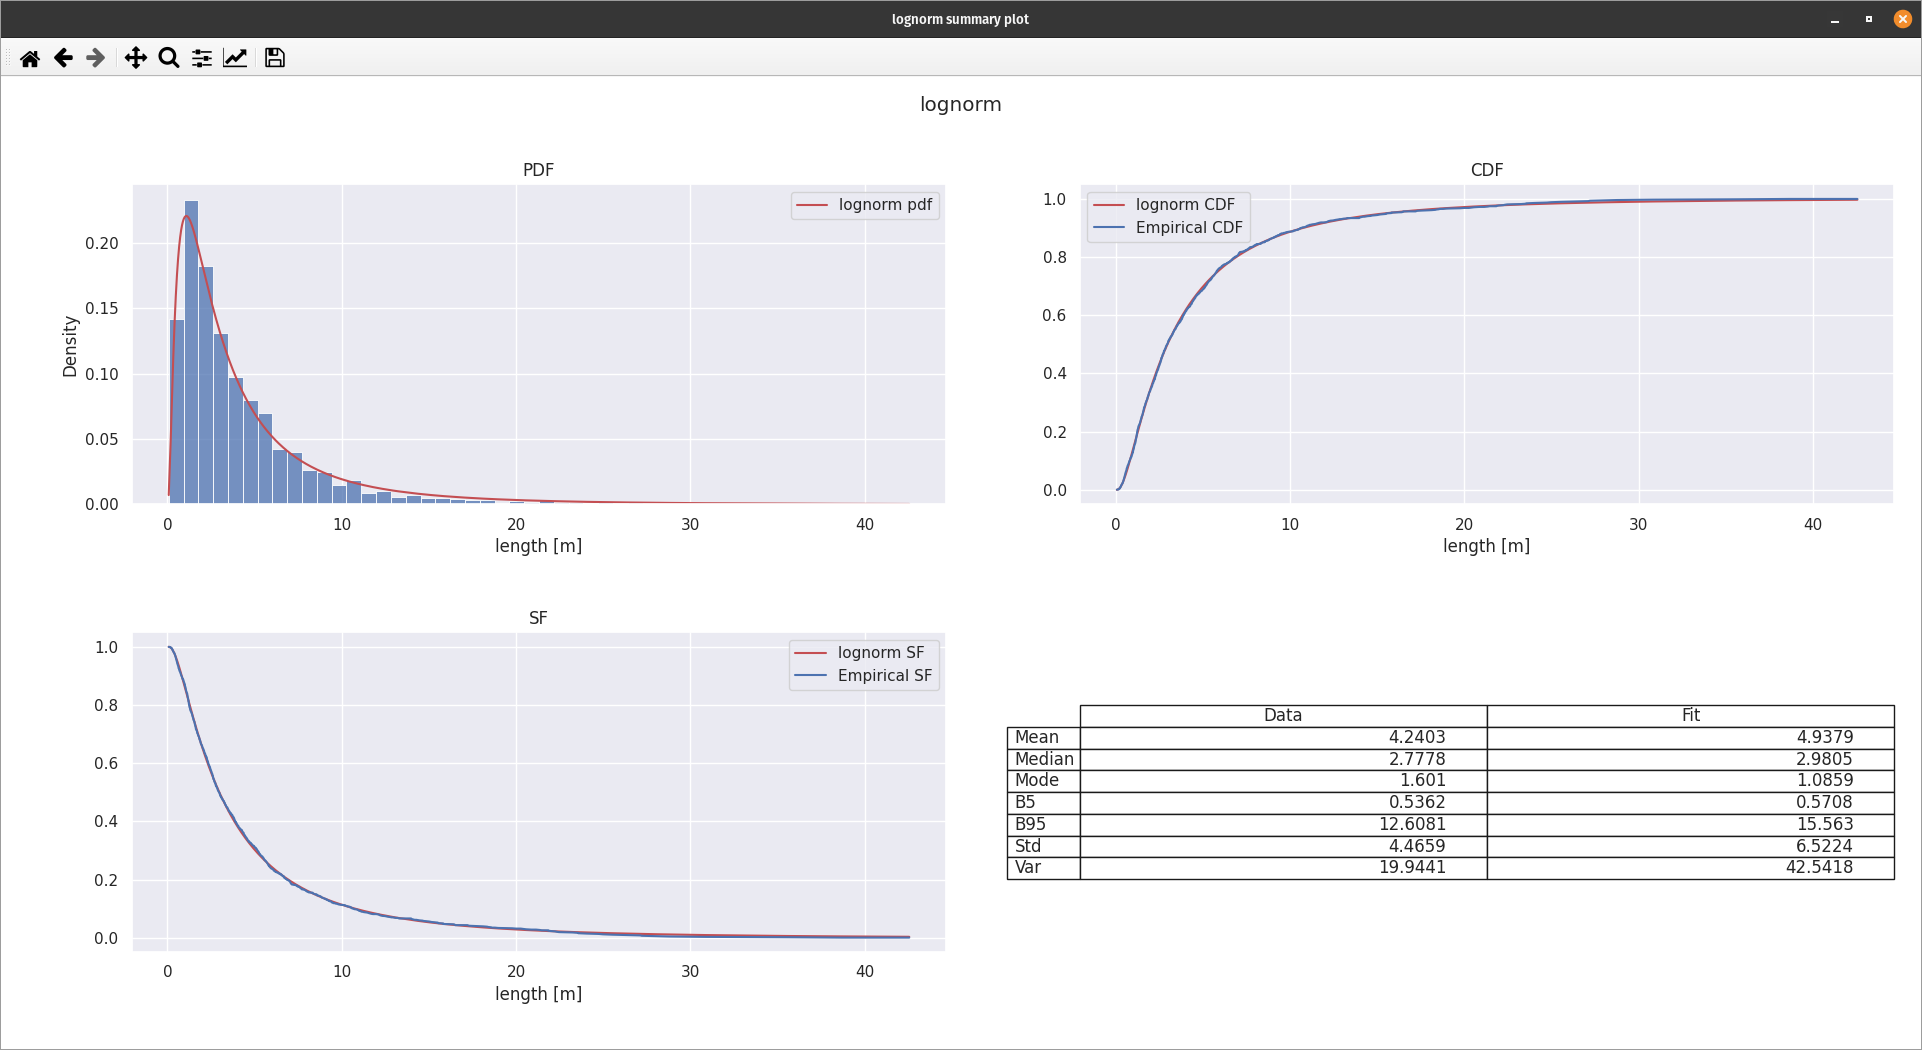 lognorm summary plot
lognorm
PDF
lognorm pdf
0.20
0.15
0.10
0.05
0.00
Density
0 10 20 30 40
length [m]
CDF
lognorm CDF
Empirical CDF
1.0
0.8
0.6
0.4
0.2
0.0
0 10 20 30 40
length [m]
SF
lognorm SF
Empirical SF
1.0
0.8
0.6
0.4
0.2
0.0
0 10 20 30 40
length [m]
Data Fit
Mean 4.2403 4.9379
Median 2.7778 2.9805
Mode 1.601 1.0859
B5 0.5362 0.5708
B95 12.6081 15.563
Std 4.4659 6.5224
Var 19.9441 42.5418